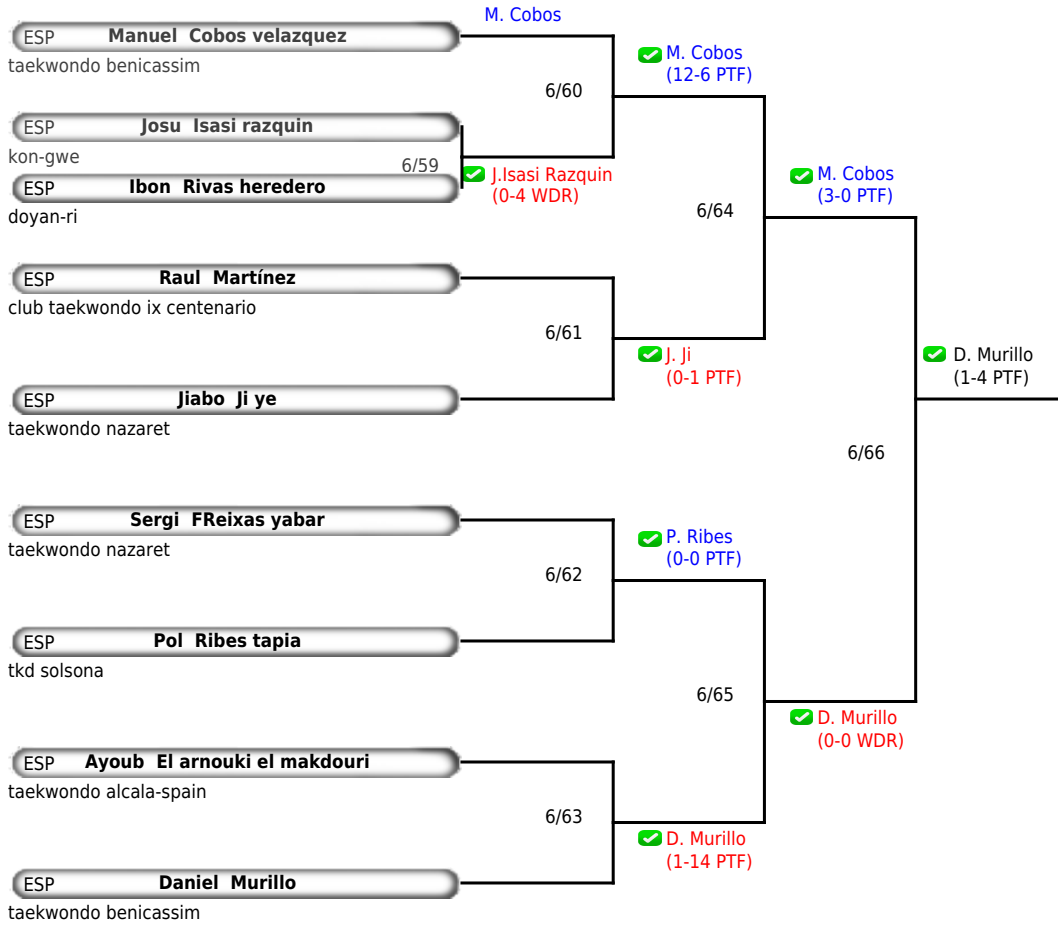 M. Cobos
ESP Manuel Cobos velazquez
taekwondo benicassim
M. Cobos
(12-6 PTF)
6/60
ESP Josu Isasi razquin
kon-gwe
6/59
J.Isasi Razquin
(0-4 WDR)
ESP Ibon Rivas heredero
doyan-ri
M. Cobos
(3-0 PTF)
6/64
ESP Raul Martínez
club taekwondo ix centenario
6/61
J. Ji
(0-1 PTF)
D. Murillo
(1-4 PTF)
ESP Jiabo Ji ye
taekwondo nazaret
6/66
ESP Sergi FReixas yabar
taekwondo nazaret
P. Ribes
(0-0 PTF)
6/62
ESP Pol Ribes tapia
tkd solsona
6/65
D. Murillo
(0-0 WDR)
ESP Ayoub El arnouki el makdouri
taekwondo alcala-spain
6/63
D. Murillo
(1-14 PTF)
ESP Daniel Murillo
taekwondo benicassim